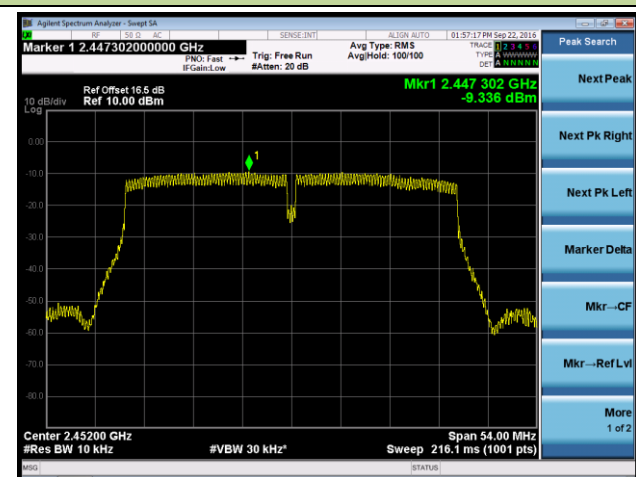 Agilent Spectrum Analyzer - Swept SA
RF 50 Ω AC SENSE:INT ALIGN AUTO 01:57:17 PM Sep 22, 2016
Marker 1 2.447302000000 GHz
PNO: Fast
IFGain:Low
Trig: Free Run
#Atten: 20 dB
Avg Type: RMS
Avg|Hold: 100/100
TRACE 1 2 3 4 5 6
TYPE A WWWWW
DET A N N N N N
Peak Search
Ref Offset 16.5 dB
10 dB/div Ref 10.00 dBm
Log
Mkr1 2.447 302 GHz
-9.336 dBm
0.00
-10.0
-20.0
-30.0
-40.0
-50.0
-60.0
-70.0
-80.0
1
Center 2.45200 GHz Span 54.00 MHz
#Res BW 10 kHz #VBW 30 kHz* Sweep 216.1 ms (1001 pts)
MSG STATUS
Next Peak
Next Pk Right
Next Pk Left
Marker Delta
Mkr→CF
Mkr→Ref Lvl
More
1 of 2